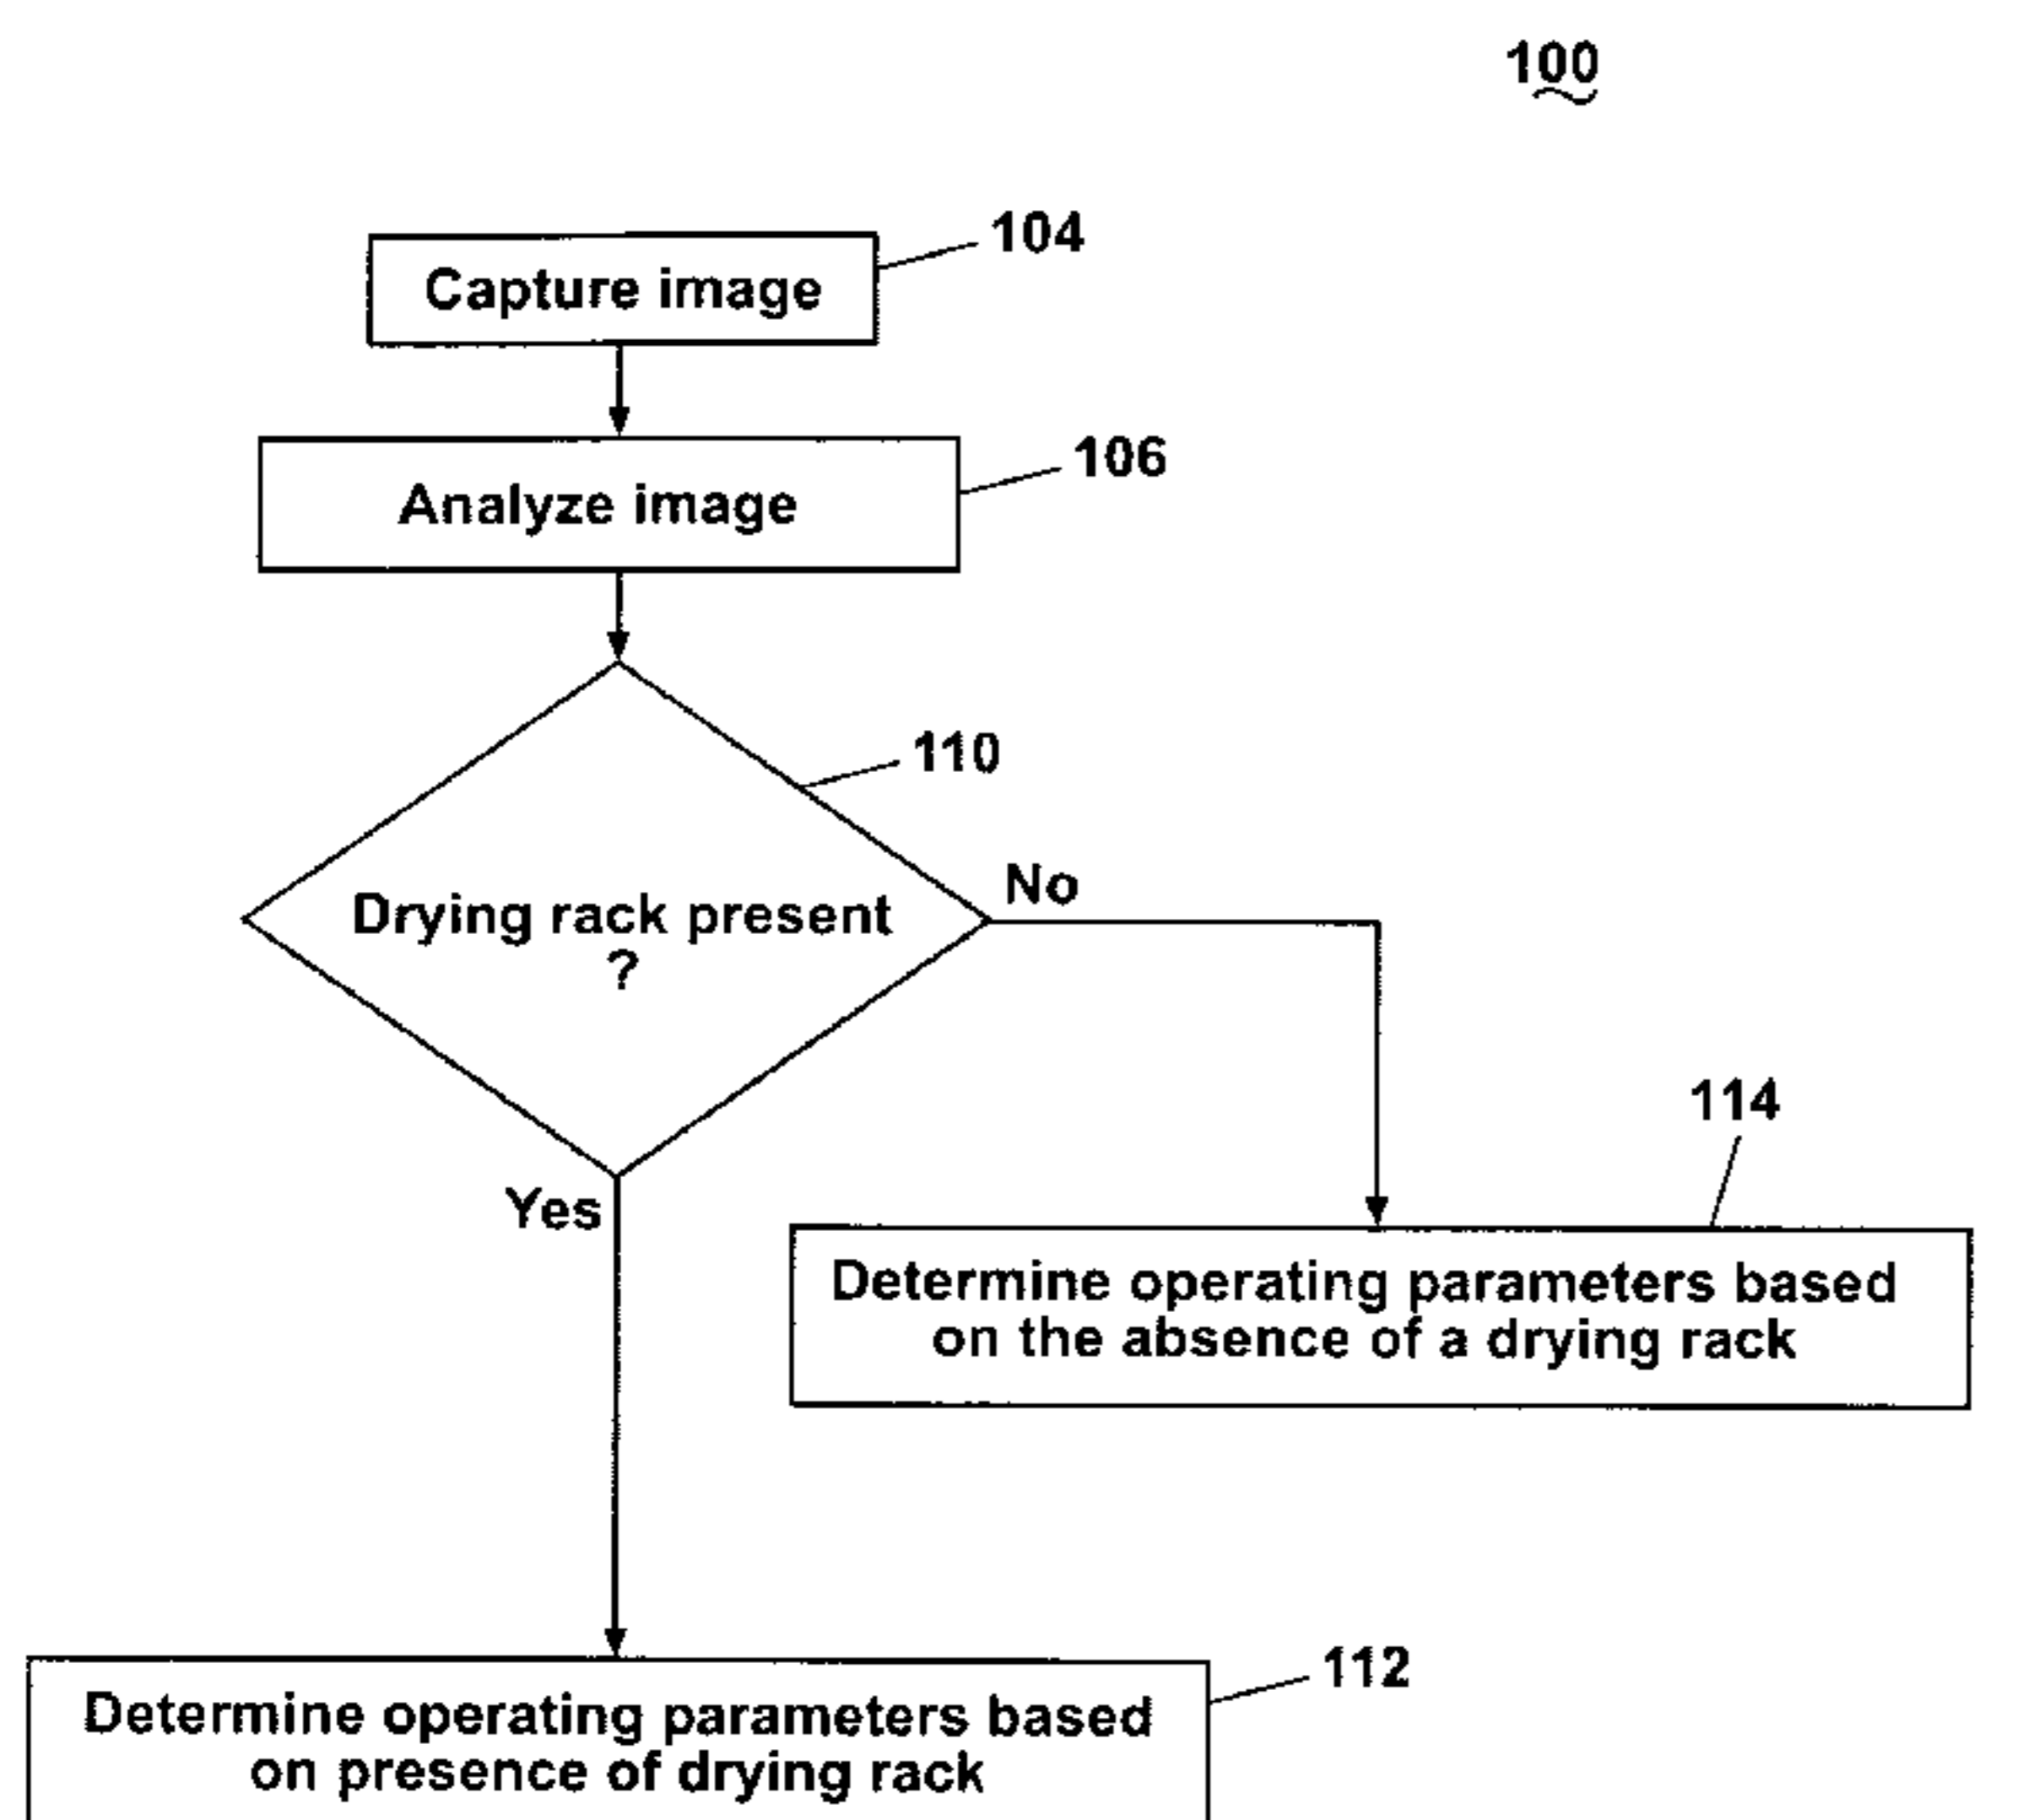 100
104
Capture image
106
Analyze image
110
Drying rack present
?
No
Yes
114
Determine operating parameters based
on the absence of a drying rack
112
Determine operating parameters based
on presence of drying rack